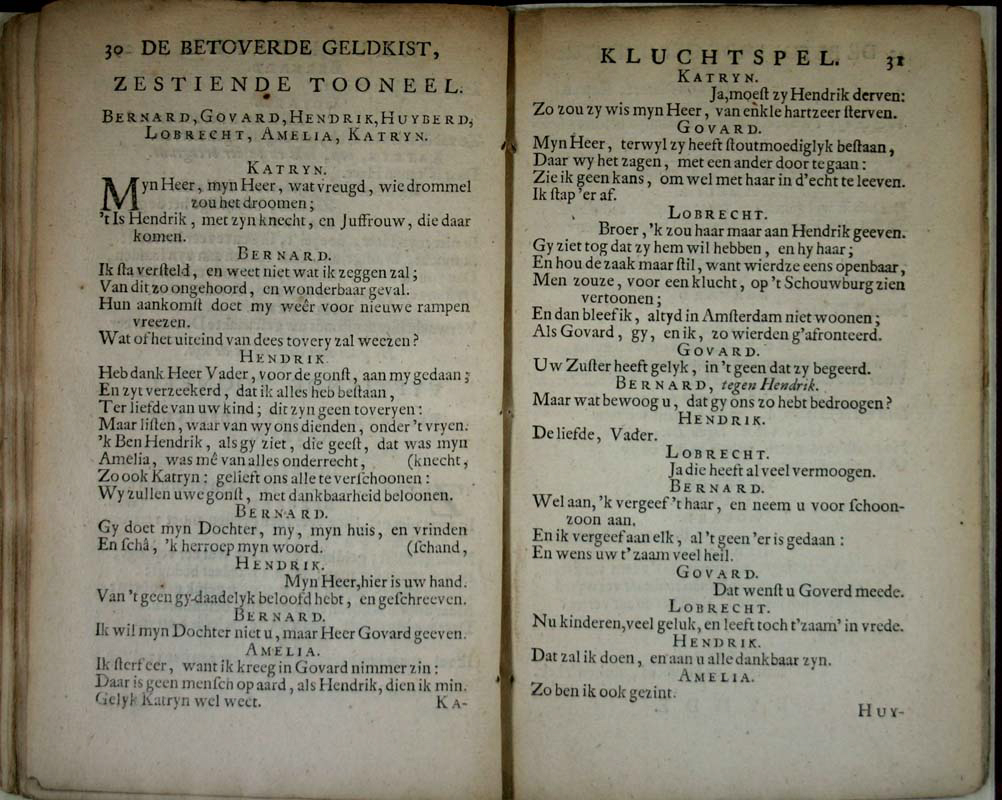 30 DE BETOVERDE GELDKIST,
ZESTIENDE TOONEEL.
BERNARD, GOVARD, HENDRIK, HUYBERD,
LOBRECHT, AMELIA, KATRYN.
KATRYN.
Myn Heer, myn Heer, wat vreugd, wie drommel
zou het droomen;
't Is Hendrik, met zyn knecht, en Juffrouw, die daar
komen.
BERNARD.
Ik ſta verſteld, en weet niet wat ik zeggen zal;
Van dit zo ongehoord, en wonderbaar geval.
Hun aankomſt doet my weêr voor nieuwe rampen
vreezen.
Wat of het uiteind van dees tovery zal weezen?
HENDRIK.
Heb dank Heer Vader, voor de gonſt, aan my gedaan;
En zyt verzeekerd, dat ik alles heb beſtaan,
Ter liefde van uw kind; dit zyn geen toveryen:
Maar liſten, waar van wy ons dienden, onder 't vryen.
'k Ben Hendrik, als gy ziet, die geeſt, dat was myn
Amelia, was mê van alles onderrecht, (knecht,
Zo ook Katryn: gelieft ons alle te verſchoonen:
Wy zullen uwe gonſt, met dankbaarheid beloonen.
BERNARD.
Gy doet myn Dochter, my, myn huis, en vrinden
En ſchâ, 'k herroep myn woord. (ſchand,
HENDRIK.
Myn Heer, hier is uw hand.
Van 't geen gy daadelyk beloofd hebt, en geſchreeven.
BERNARD.
Ik wil myn Dochter niet u, maar Heer Govard geeven.
AMELIA.
Ik ſterf eer, want ik kreeg in Govard nimmer zin:
Daar is geen menſch op aard, als Hendrik, dien ik min.
Gelyk Katryn wel weet. KA-
KLUCHTSPEL. 31
KATRYN.
Ja, moeſt zy Hendrik derven:
Zo zou zy wis myn Heer, van enkle hartzeer ſterven.
GOVARD.
Myn Heer, terwyl zy heeft ſtoutmoediglyk beſtaan,
Daar wy het zagen, met een ander door te gaan:
Zie ik geen kans, om wel met haar in d'echt te leeven.
Ik ſtap 'er af.
LOBRECHT.
Broer, 'k zou haar maar aan Hendrik geeven.
Gy ziet tog dat zy hem wil hebben, en hy haar;
En hou de zaak maar ſtil, want wierdze eens openbaar,
Men zouze, voor een klucht, op 't Schouwburg zien
vertoonen;
En dan bleef ik, altyd in Amſterdam niet woonen;
Als Govard, gy, en ik, zo wierden g'afronteerd.
GOVARD.
Uw Zuſter heeft gelyk, in 't geen dat zy begeerd.
BERNARD, tegen Hendrik.
Maar wat bewoog u, dat gy ons zo hebt bedroogen?
HENDRIK.
De liefde, Vader.
LOBRECHT.
Ja die heeft al veel vermoogen.
BERNARD.
Wel aan, 'k vergeef 't haar, en neem u voor ſchoon-
zoon aan.
En ik vergeef aan elk, al 't geen 'er is gedaan:
En wens uw t'zaam veel heil.
GOVARD.
Dat wenſt u Goverd meede.
LOBRECHT.
Nu kinderen, veel geluk, en leeft toch t'zaam' in vrede.
HENDRIK.
Dat zal ik doen, en aan u alle dankbaar zyn.
AMELIA.
Zo ben ik ook gezint.
HUY-